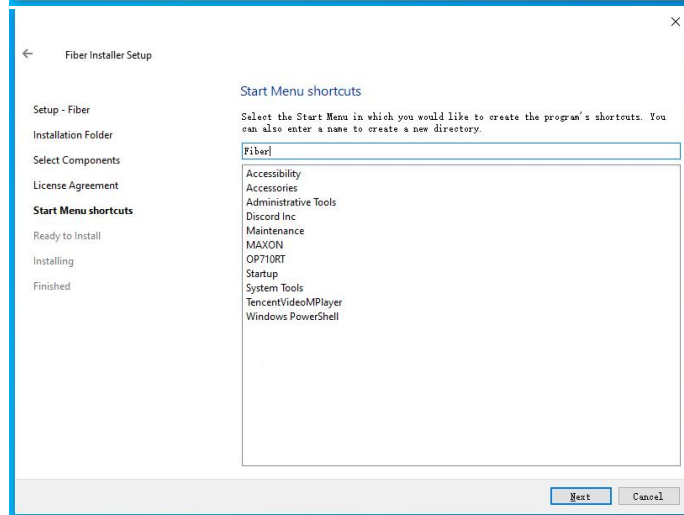 Fiber Installer Setup
Setup - Fiber
Installation Folder
Select Components
License Agreement
Start Menu shortcuts
Ready to Install
Installing
Finished
Start Menu shortcuts
Select the Start Menu in which you would like to create the program's shortcuts. You
can also enter a name to create a new directory.
Fiber
Accessibility
Accessories
Administrative Tools
Discord Inc
Maintenance
MAXON
OP710RT
Startup
System Tools
TencentVideoMPlayer
Windows PowerShell
Next
Cancel